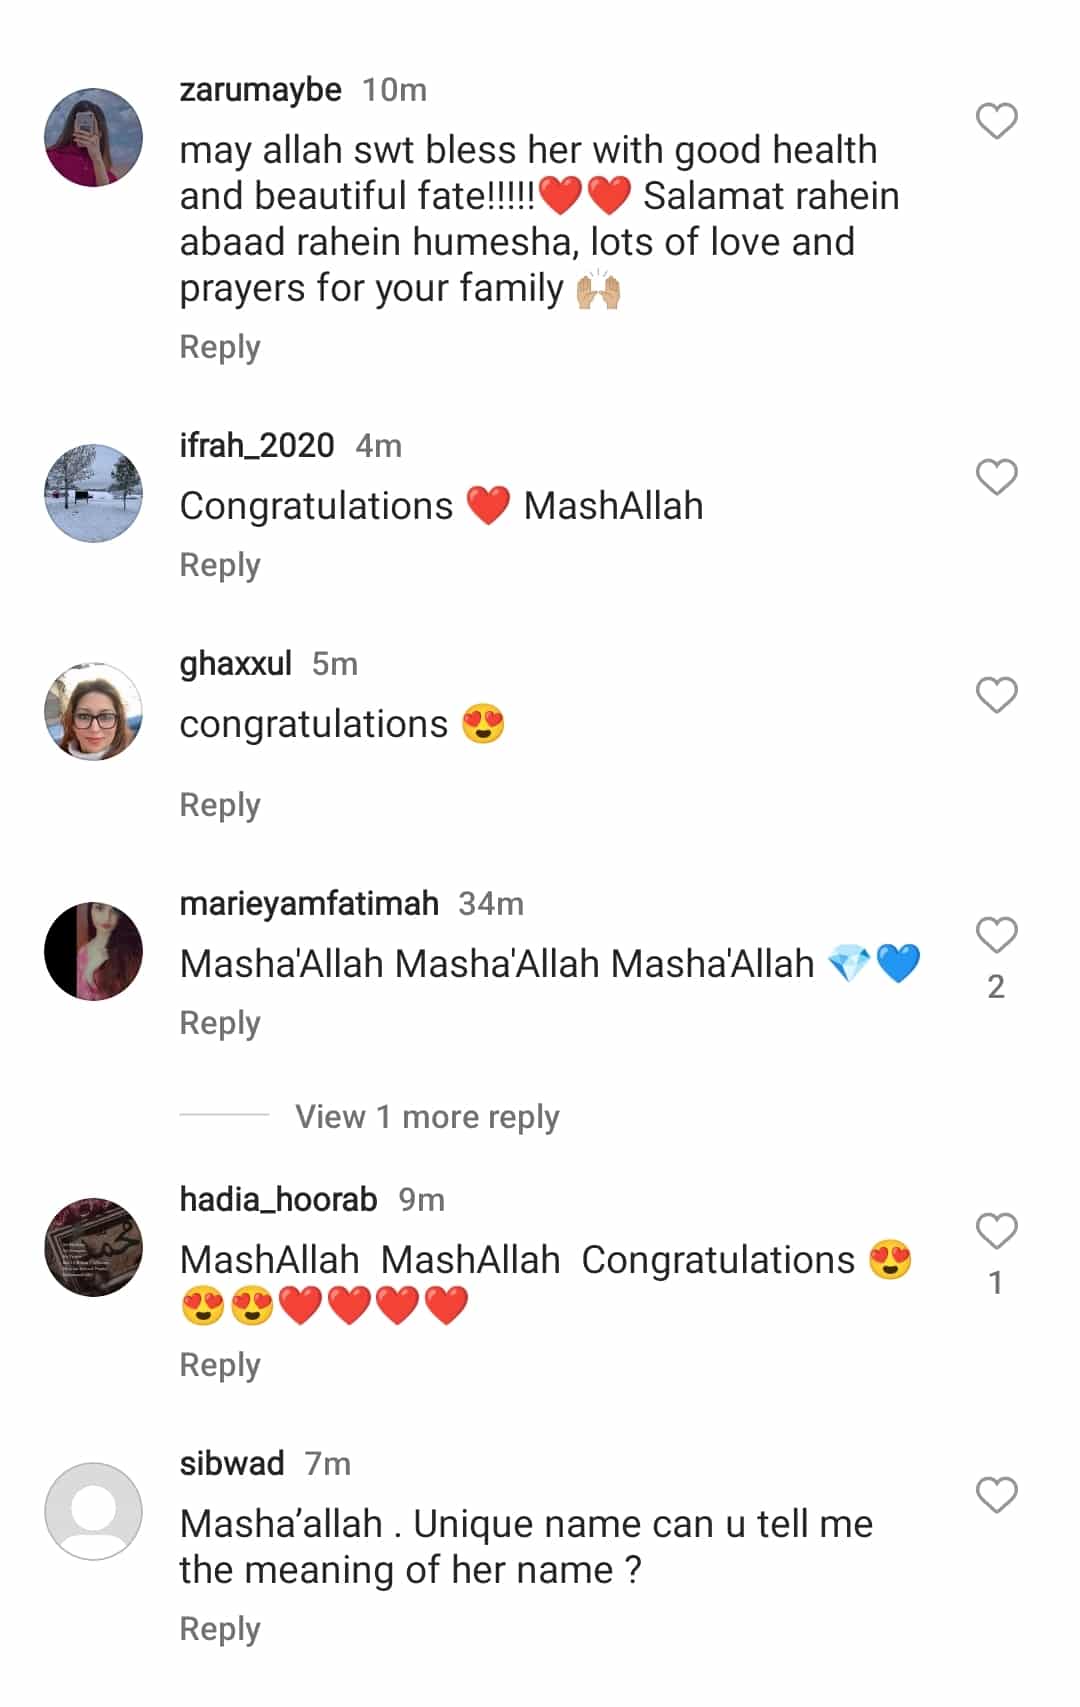 zarumaybe 10m
may allah swt bless her with good health
and beautiful fate!!!!!❤️❤️ Salamat rahein
abaad rahein humesha, lots of love and
prayers for your family 🙌🏼
Reply
ifrah_2020 4m
Congratulations ❤️ MashAllah
Reply
ghaxxul 5m
congratulations 😍
Reply
marieyamfatimah 34m
Masha'Allah Masha'Allah Masha'Allah 💎💙
2
Reply
View 1 more reply
hadia_hoorab 9m
MashAllah  MashAllah  Congratulations 😍
1
😍😍❤️❤️❤️❤️
Reply
sibwad 7m
Masha’allah . Unique name can u tell me
the meaning of her name ?
Reply